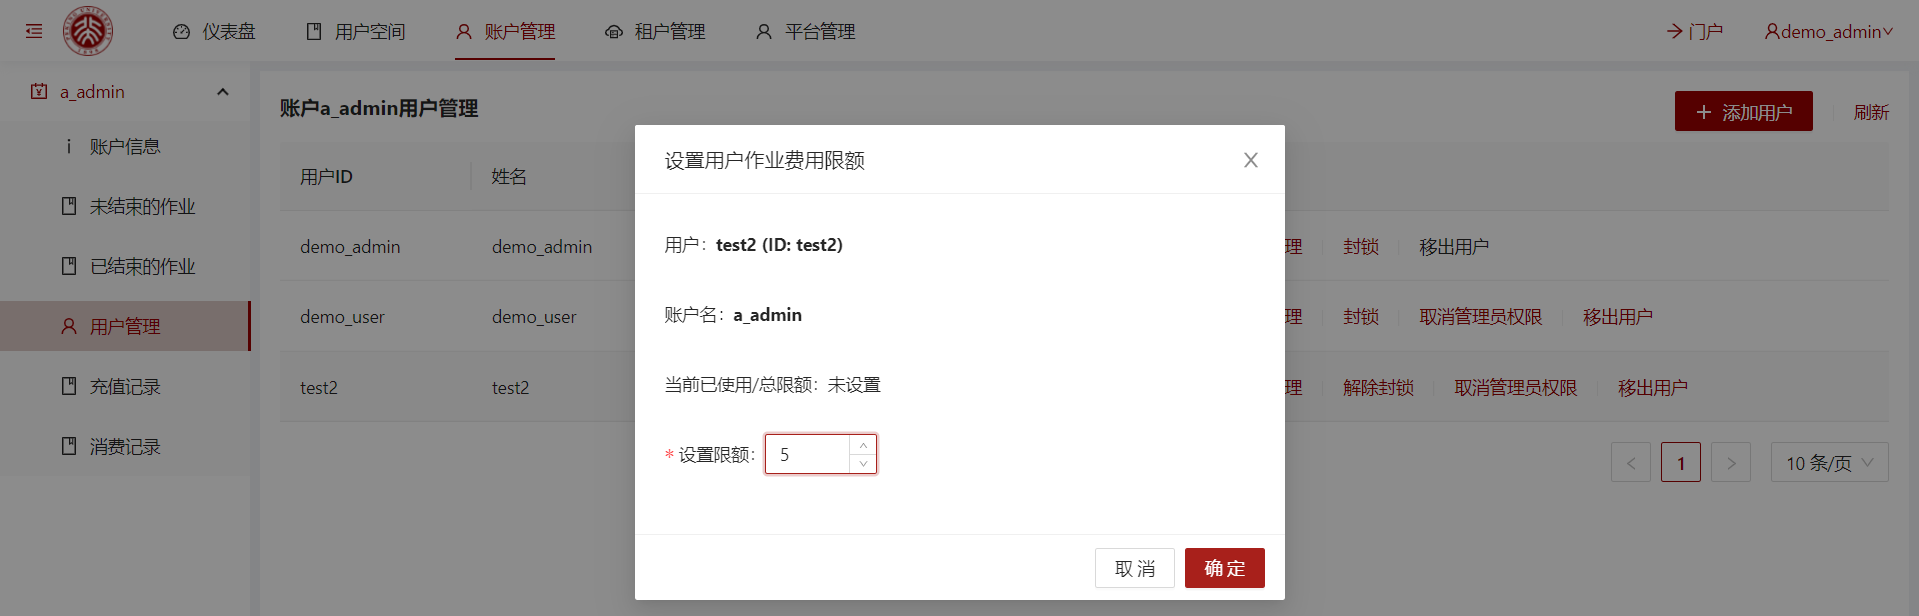 仪表盘 用户空间 账户管理 租户管理 平台管理 门户 demo_admin
a_admin
账户信息
未结束的作业
已结束的作业
用户管理
充值记录
消费记录
账户a_admin用户管理
添加用户 刷新
用户ID 姓名
demo_admin demo_admin 理 封锁 移出用户
demo_user demo_user 理 封锁 取消管理员权限 移出用户
test2 test2 理 解除封锁 取消管理员权限 移出用户
1 10 条/页
设置用户作业费用限额
用户：test2 (ID: test2)
账户名：a_admin
当前已使用/总限额：未设置
* 设置限额： 5
取 消 确 定